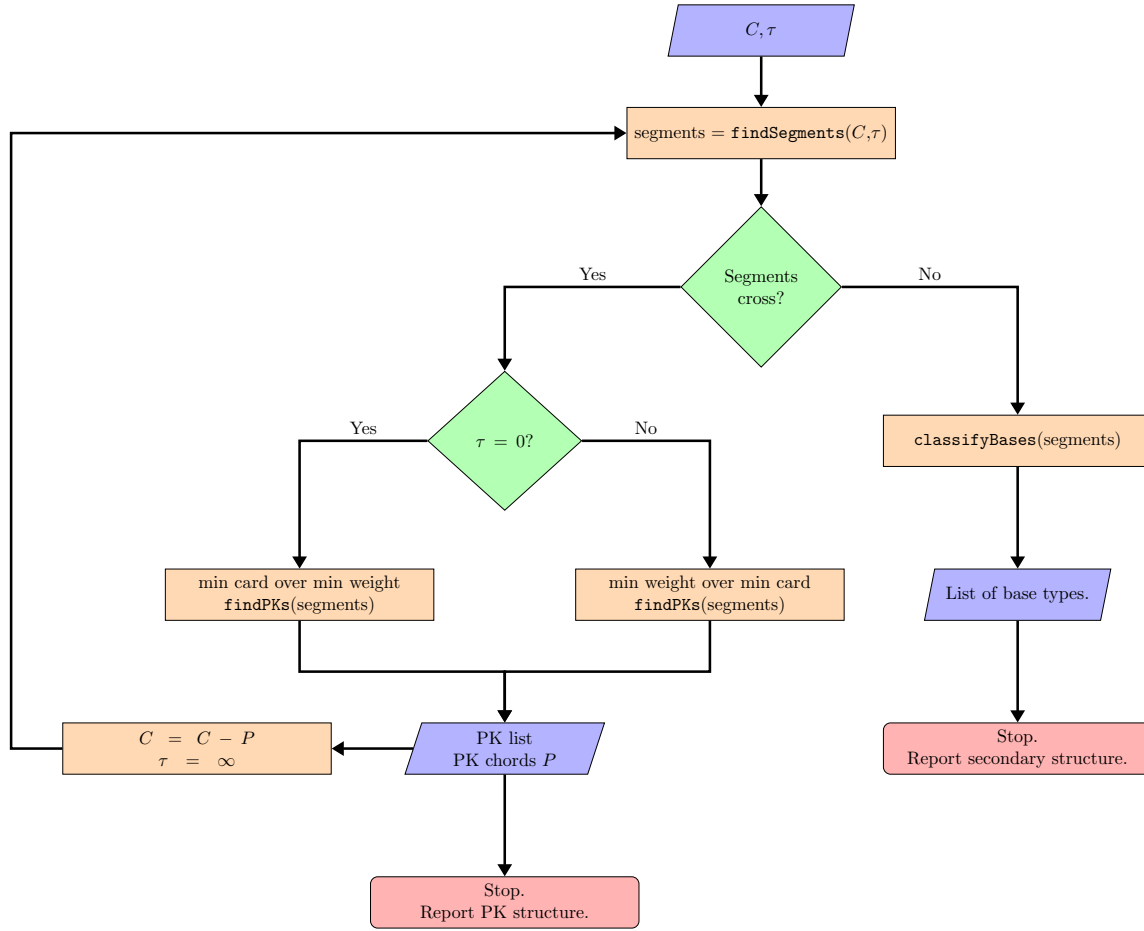 C, τ
segments = findSegments(C,τ)
Segments
cross?
Yes
No
τ = 0?
Yes
No
classifyBases(segments)
min card over min weight
findPKs(segments)
min weight over min card
findPKs(segments)
List of base types.
C = C − P
τ = ∞
PK list
PK chords P
Stop.
Report secondary structure.
Stop.
Report PK structure.